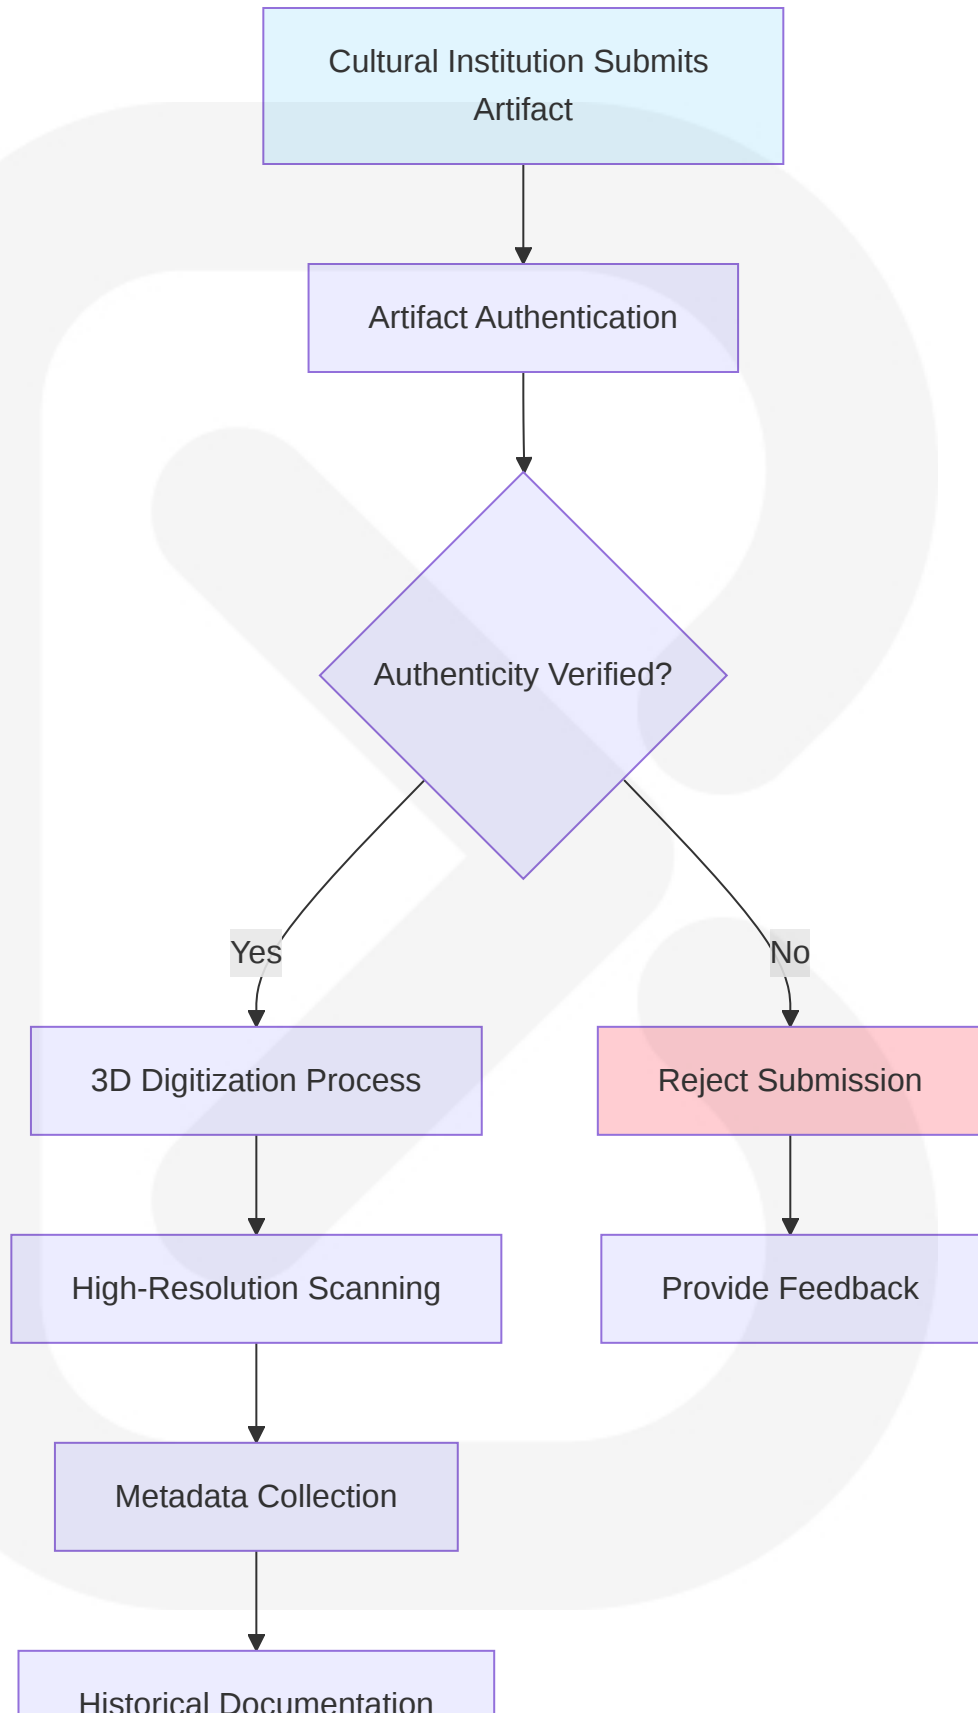 Cultural Institution Submits
Artifact
Artifact Authentication
Authenticity Verified?
Yes
No
3D Digitization Process
Reject Submission
High-Resolution Scanning
Provide Feedback
Metadata Collection
Historical Documentation